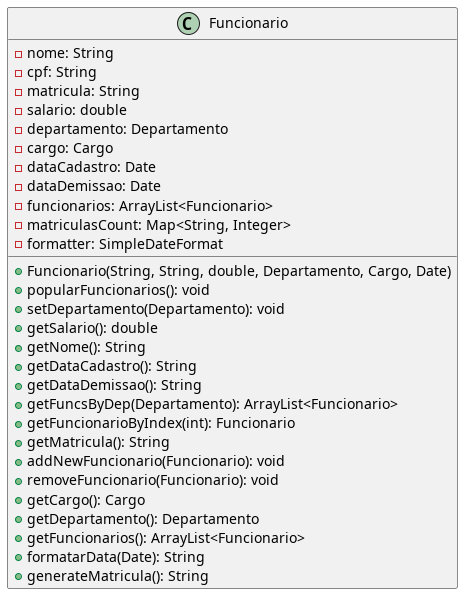 C Funcionario
nome: String
cpf: String
matricula: String
salario: double
departamento: Departamento
cargo: Cargo
dataCadastro: Date
dataDemissao: Date
funcionarios: ArrayList<Funcionario>
matriculasCount: Map<String, Integer>
formatter: SimpleDateFormat
Funcionario(String, String, double, Departamento, Cargo, Date)
popularFuncionarios(): void
setDepartamento(Departamento): void
getSalario(): double
getNome(): String
getDataCadastro(): String
getDataDemissao(): String
getFuncsByDep(Departamento): ArrayList<Funcionario>
getFuncionarioByIndex(int): Funcionario
getMatricula(): String
addNewFuncionario(Funcionario): void
removeFuncionario(Funcionario): void
getCargo(): Cargo
getDepartamento(): Departamento
getFuncionarios(): ArrayList<Funcionario>
formatarData(Date): String
generateMatricula(): String